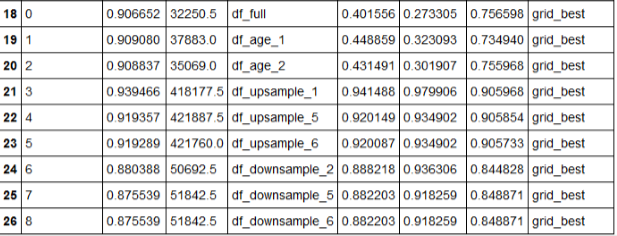 18 0 0.906652 32250.5 df_full 0.401556 0.273305 0.756598 grid_best
19 1 0.909080 37883.0 df_age_1 0.448859 0.323093 0.734940 grid_best
20 2 0.908837 35069.0 df_age_2 0.431491 0.301907 0.755968 grid_best
21 3 0.939466 418177.5 df_upsample_1 0.941488 0.979906 0.905968 grid_best
22 4 0.919357 421887.5 df_upsample_5 0.920149 0.934902 0.905854 grid_best
23 5 0.919289 421760.0 df_upsample_6 0.920087 0.934902 0.905733 grid_best
24 6 0.880388 50692.5 df_downsample_2 0.888218 0.936306 0.844828 grid_best
25 7 0.875539 51842.5 df_downsample_5 0.882203 0.918259 0.848871 grid_best
26 8 0.875539 51842.5 df_downsample_6 0.882203 0.918259 0.848871 grid_best